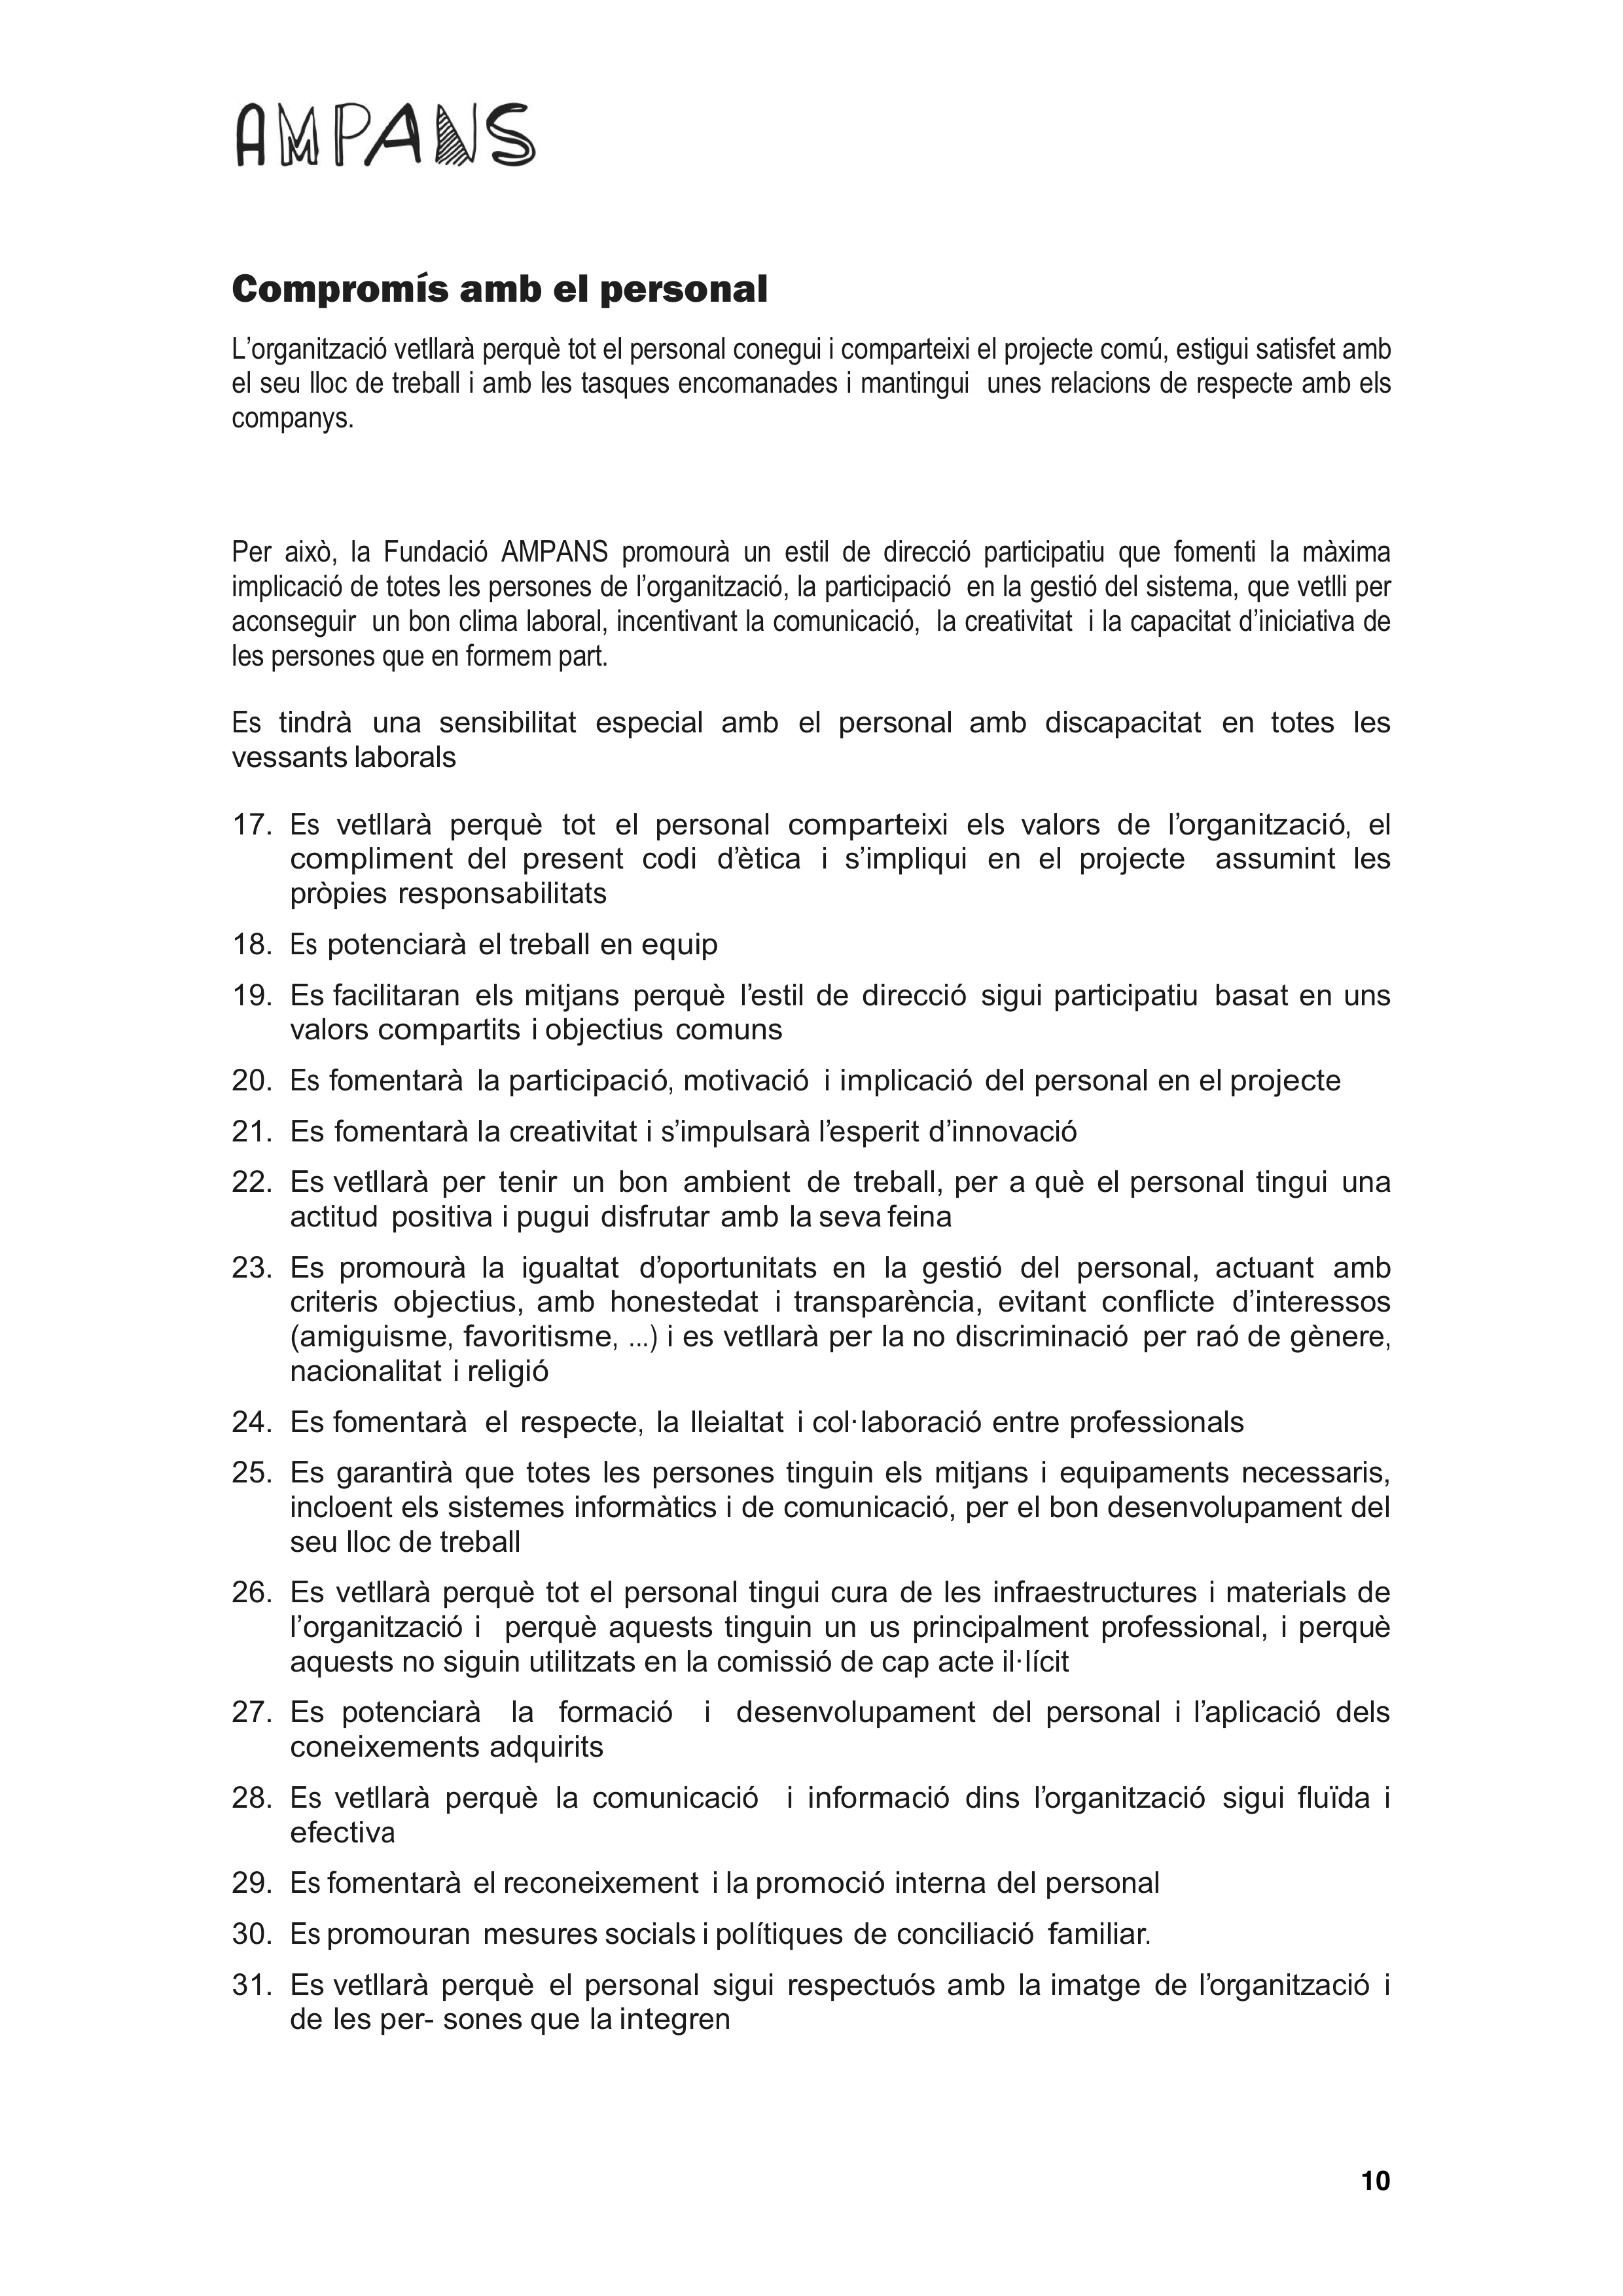 AMPANS
Compromís amb el personal
L’organització vetllarà perquè tot el personal conegui i comparteixi el projecte comú, estigui satisfet amb
el seu lloc de treball i amb les tasques encomanades i mantingui unes relacions de respecte amb els
companys.
Per això, la Fundació AMPANS promourà un estil de direcció participatiu que fomenti la màxima
implicació de totes les persones de l’organització, la participació en la gestió del sistema, que vetlli per
aconseguir un bon clima laboral, incentivant la comunicació, la creativitat i la capacitat d’iniciativa de
les persones que en formem part.
Es tindrà una sensibilitat especial amb el personal amb discapacitat en totes les
vessants laborals
17. Es vetllarà perquè tot el personal comparteixi els valors de l’organització, el
compliment del present codi d’ètica i s’impliqui en el projecte assumint les
pròpies responsabilitats
18. Es potenciarà el treball en equip
19. Es facilitaran els mitjans perquè l’estil de direcció sigui participatiu basat en uns
valors compartits i objectius comuns
20. Es fomentarà la participació, motivació i implicació del personal en el projecte
21. Es fomentarà la creativitat i s’impulsarà l’esperit d’innovació
22. Es vetllarà per tenir un bon ambient de treball, per a què el personal tingui una
actitud positiva i pugui disfrutar amb la seva feina
23. Es promourà la igualtat d’oportunitats en la gestió del personal, actuant amb
criteris objectius, amb honestedat i transparència, evitant conflicte d’interessos
(amiguisme, favoritisme, ...) i es vetllarà per la no discriminació per raó de gènere,
nacionalitat i religió
24. Es fomentarà el respecte, la lleialtat i col·laboració entre professionals
25. Es garantirà que totes les persones tinguin els mitjans i equipaments necessaris,
incloent els sistemes informàtics i de comunicació, per el bon desenvolupament del
seu lloc de treball
26. Es vetllarà perquè tot el personal tingui cura de les infraestructures i materials de
l’organització i perquè aquests tinguin un us principalment professional, i perquè
aquests no siguin utilitzats en la comissió de cap acte il·lícit
27. Es potenciarà la formació i desenvolupament del personal i l’aplicació dels
coneixements adquirits
28. Es vetllarà perquè la comunicació i informació dins l’organització sigui fluïda i
efectiva
29. Es fomentarà el reconeixement i la promoció interna del personal
30. Es promouran mesures socials i polítiques de conciliació familiar.
31. Es vetllarà perquè el personal sigui respectuós amb la imatge de l’organització i
de les per- sones que la integren
10